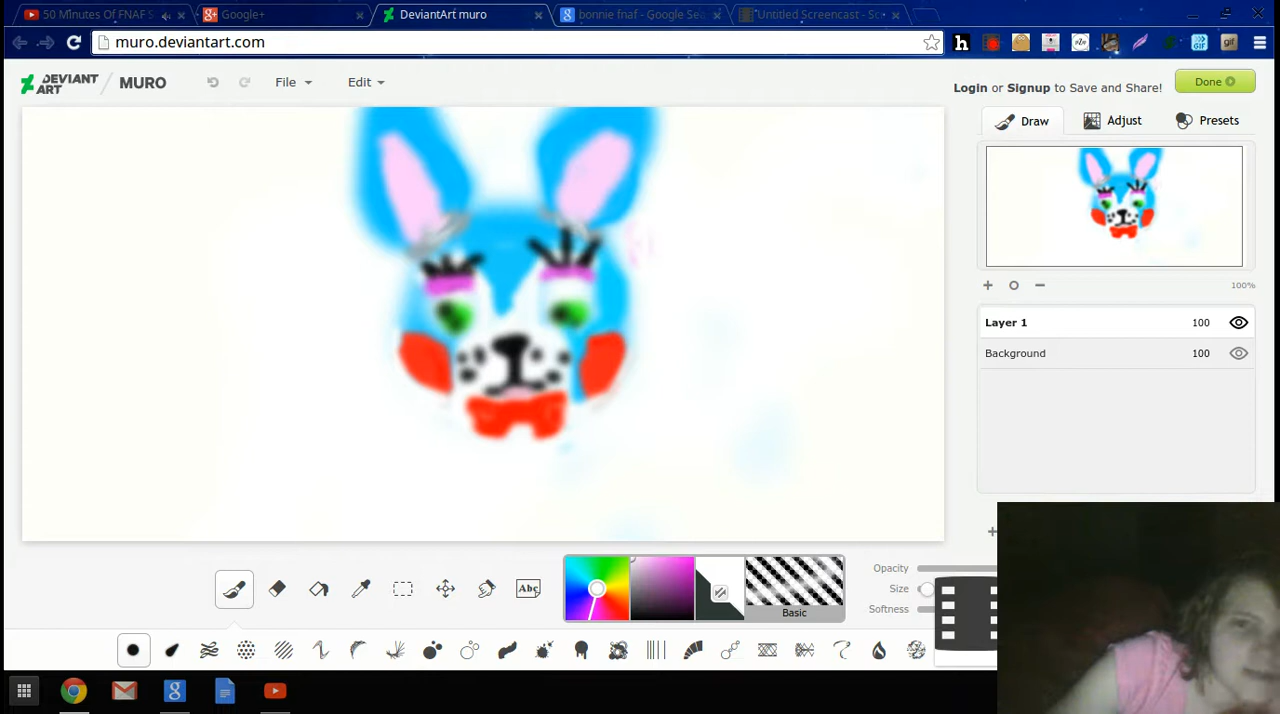 50 Minutes Of FNAF S
Google+
DeviantArt muro
bonnie fnaf - Google Sea
Untitled Screencast - Sc
muro.deviantart.com
DEVIANT ART / MURO
File
Edit
Login or Signup to Save and Share!
Done
Draw
Adjust
Presets
100%
Layer 1 100
Background 100
Opacity
Size
Softness
Abc
Basic